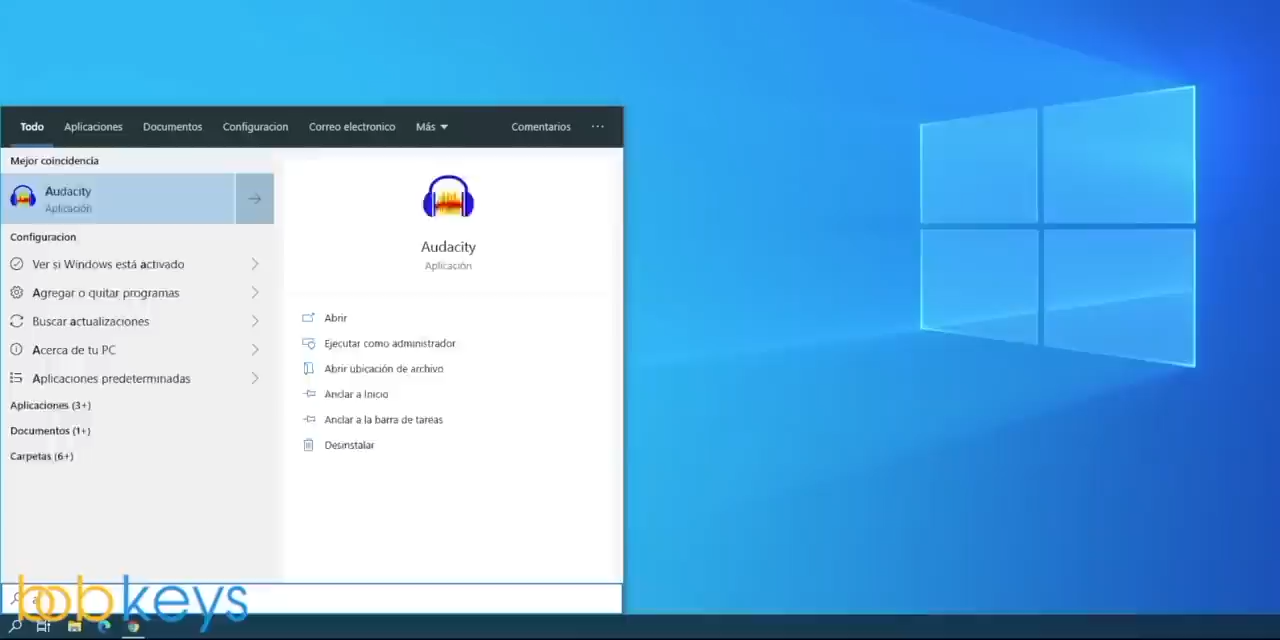 Todo Aplicaciones Documentos Configuracion Correo electronico Más Comentarios ...
Mejor coincidencia
Audacity
Aplicación
Configuracion
Ver si Windows está activado
Agregar o quitar programas
Buscar actualizaciones
Acerca de tu PC
Aplicaciones predeterminadas
Aplicaciones (3+)
Documentos (1+)
Carpetas (6+)
Audacity
Aplicación
Abrir
Ejecutar como administrador
Abrir ubicación de archivo
Anclar a Inicio
Anclar a la barra de tareas
Desinstalar
bobkeys